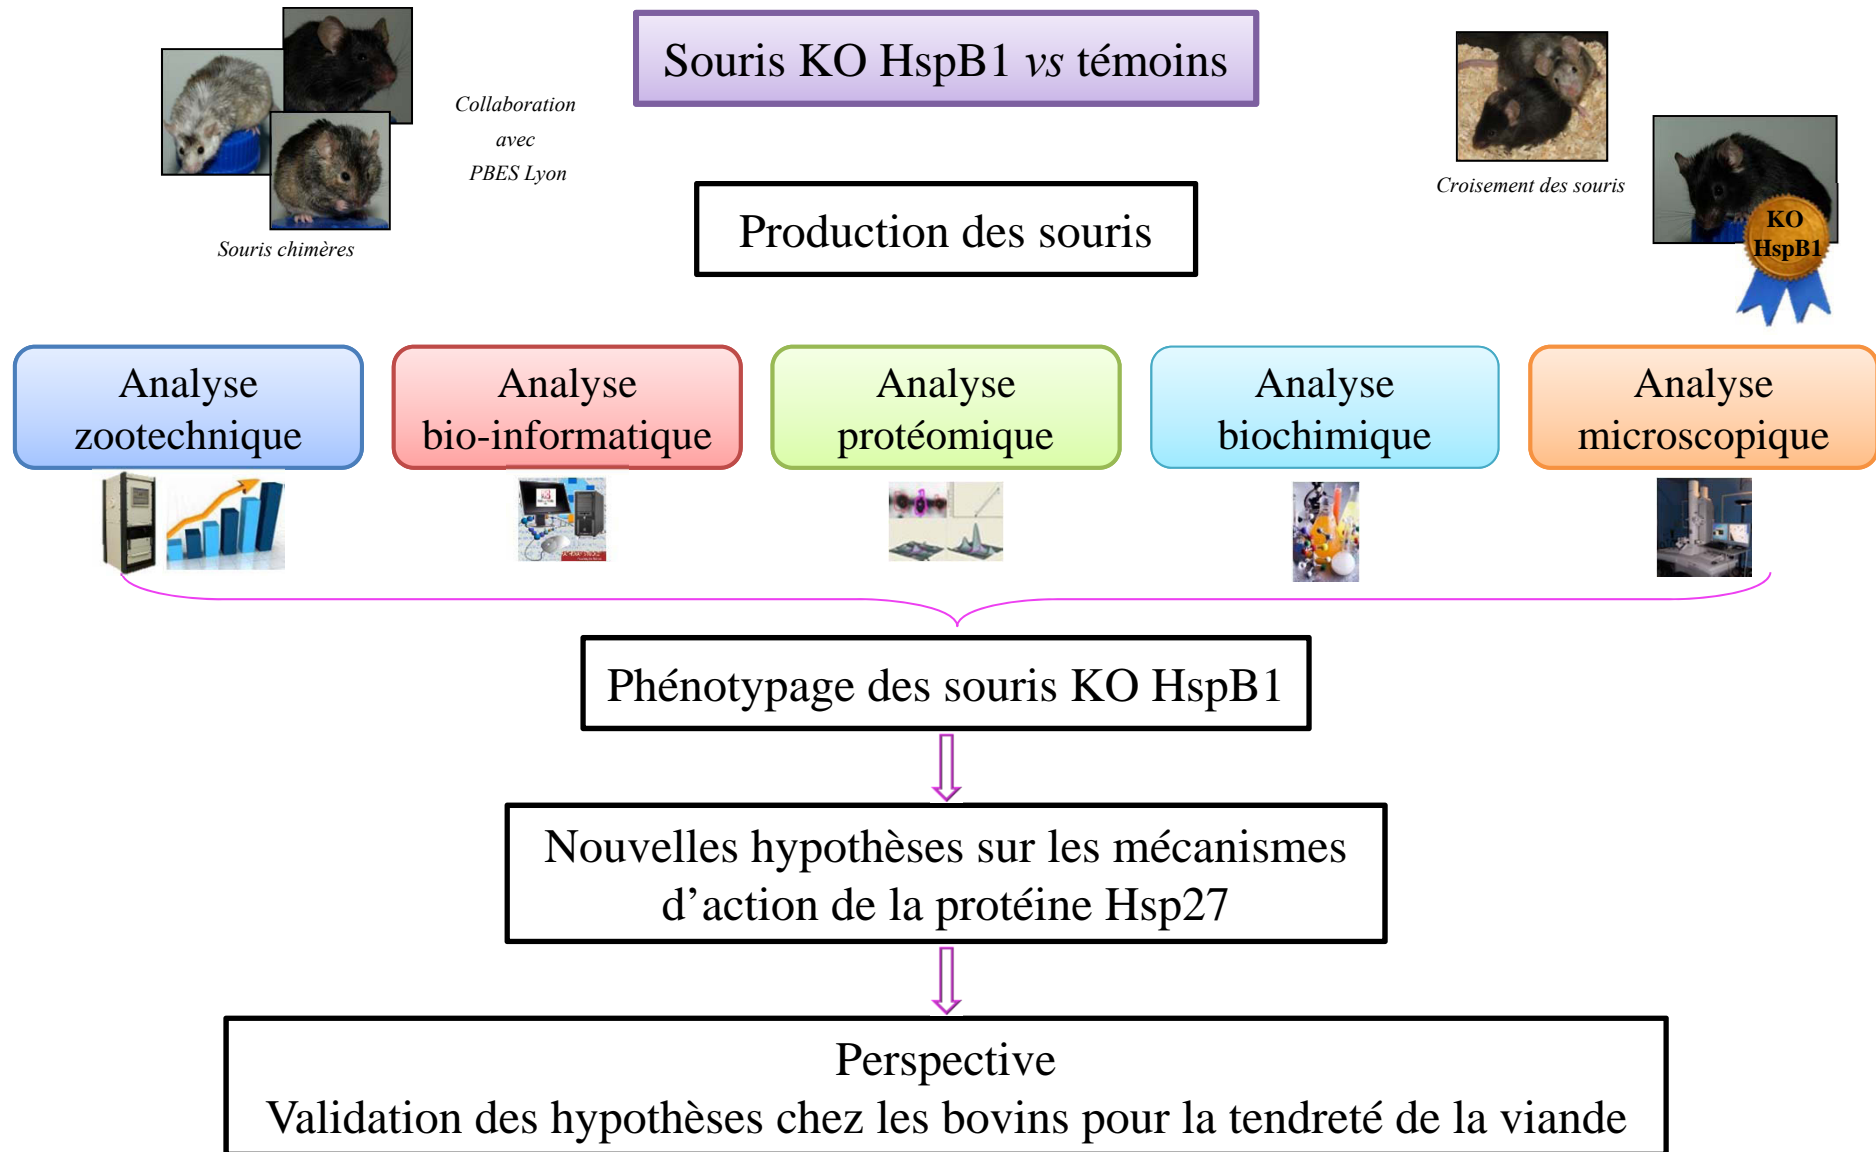 Souris KO HspB1 vs témoins
Collaboration
avec
PBES Lyon
Souris chimères
Production des souris
Croisement des souris
KO
HspB1
Analyse
zootechnique
Analyse
bio-informatique
Analyse
protéomique
Analyse
biochimique
Analyse
microscopique
Phénotypage des souris KO HspB1
Nouvelles hypothèses sur les mécanismes
d’action de la protéine Hsp27
Perspective
Validation des hypothèses chez les bovins pour la tendreté de la viande